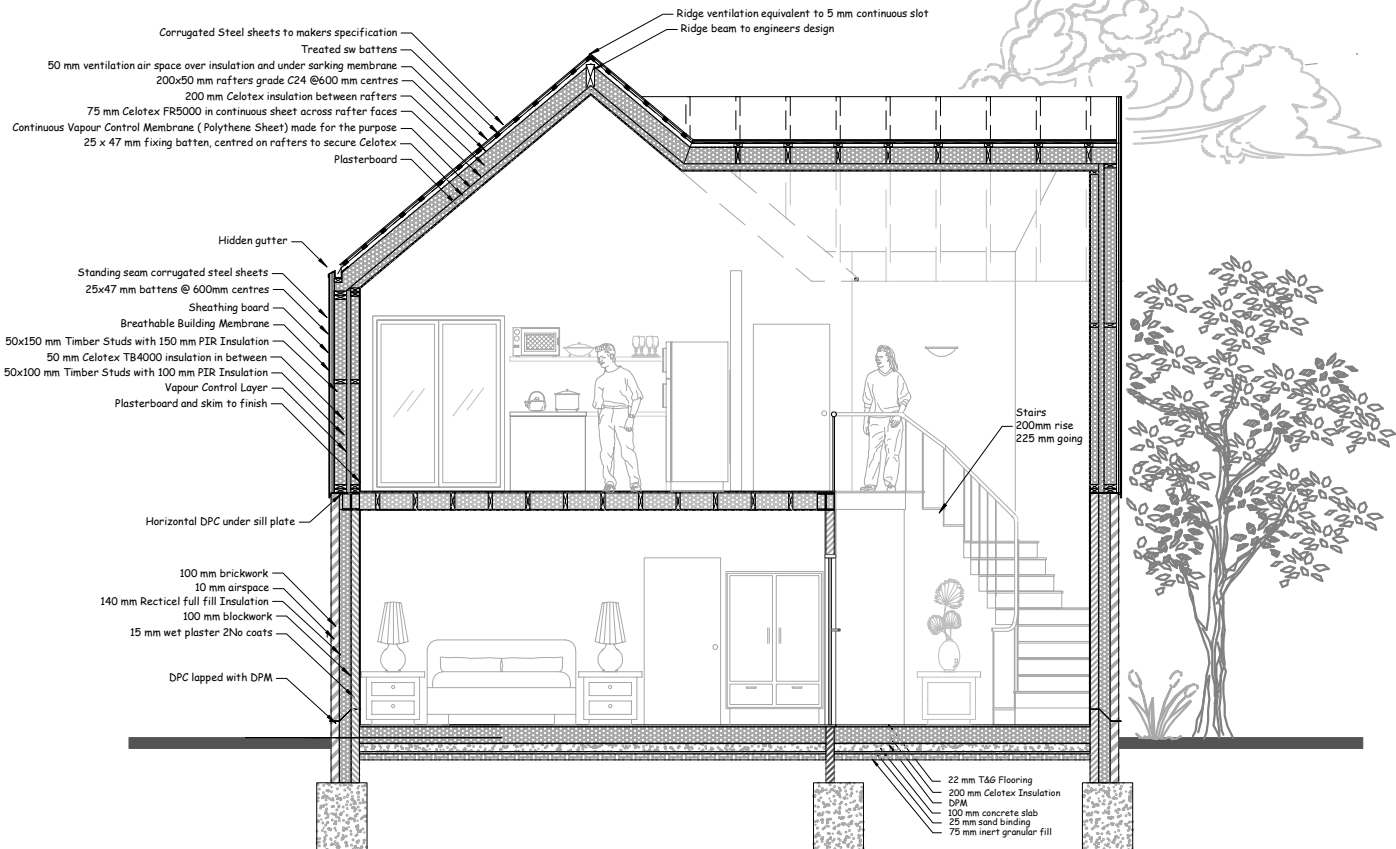 Ridge ventilation equivalent to 5 mm continuous slot
Ridge beam to engineers design
Corrugated Steel sheets to makers specification
Treated sw battens
50 mm ventilation air space over insulation and under sarking membrane
200x50 mm rafters grade C24 @600 mm centres
200 mm Celotex insulation between rafters
75 mm Celotex FR5000 in continuous sheet across rafter faces
Continuous Vapour Control Membrane ( Polythene Sheet) made for the purpose
25 x 47 mm fixing batten, centred on rafters to secure Celotex
Plasterboard
Hidden gutter
Standing seam corrugated steel sheets
25x47 mm battens @ 600mm centres
Sheathing board
Breathable Building Membrane
50x150 mm Timber Studs with 150 mm PIR Insulation
50 mm Celotex TB4000 insulation in between
50x100 mm Timber Studs with 100 mm PIR Insulation
Vapour Control Layer
Plasterboard and skim to finish
Stairs
200mm rise
225 mm going
Horizontal DPC under sill plate
100 mm brickwork
10 mm airspace
140 mm Recticel full fill Insulation
100 mm blockwork
15 mm wet plaster 2No coats
DPC lapped with DPM
22 mm T&G Flooring
200 mm Celotex Insulation
DPM
100 mm concrete slab
25 mm sand binding
75 mm inert granular fill